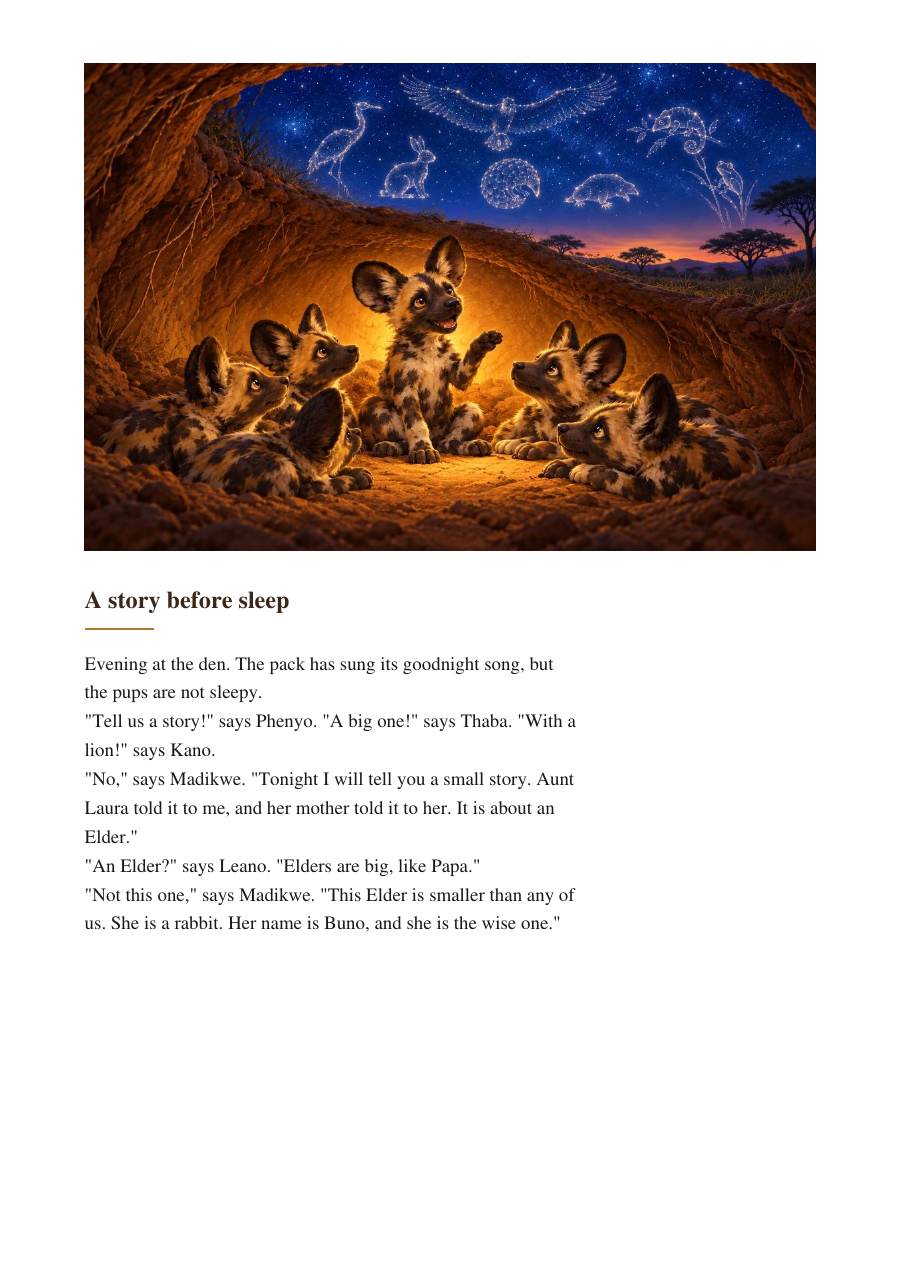 A story before sleep
Evening at the den. The pack has sung its goodnight song, but
the pups are not sleepy.
"Tell us a story!" says Phenyo. "A big one!" says Thaba. "With a
lion!" says Kano.
"No," says Madikwe. "Tonight I will tell you a small story. Aunt
Laura told it to me, and her mother told it to her. It is about an
Elder."
"An Elder?" says Leano. "Elders are big, like Papa."
"Not this one," says Madikwe. "This Elder is smaller than any of
us. She is a rabbit. Her name is Buno, and she is the wise one."